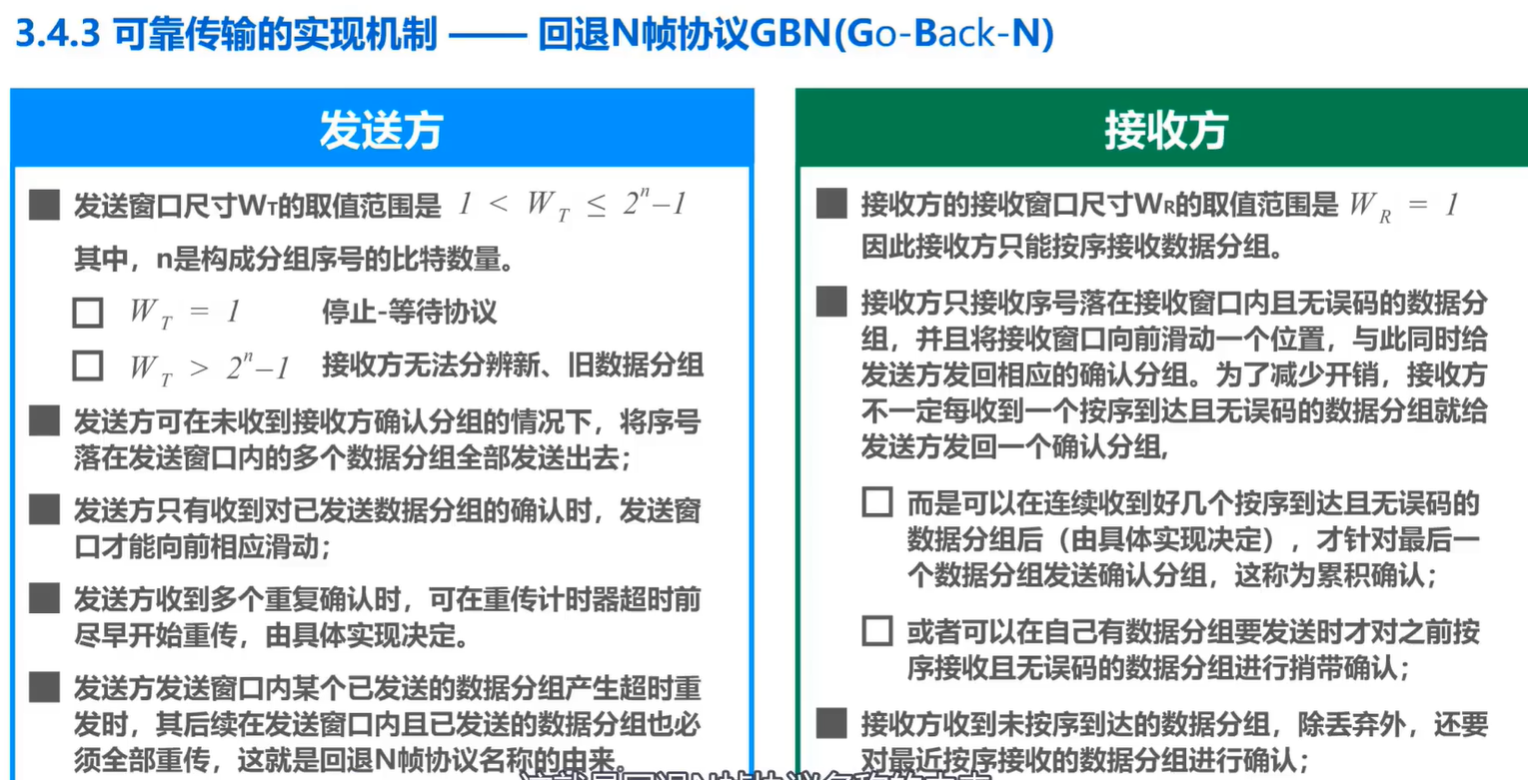 3.4.3 可靠传输的实现机制 —— 回退N帧协议GBN(Go-Back-N)
发送方
发送窗口尺寸WT的取值范围是 1 < W_T ≤ 2^n−1
其中，n是构成分组序号的比特数量。
W_T = 1 停止-等待协议
W_T > 2^n−1 接收方无法分辨新、旧数据分组
发送方可在未收到接收方确认分组的情况下，将序号
落在发送窗口内的多个数据分组全部发送出去；
发送方只有收到对已发送数据分组的确认时，发送窗
口才能向前相应滑动；
发送方收到多个重复确认时，可在重传计时器超时前
尽早开始重传，由具体实现决定。
发送方发送窗口内某个已发送的数据分组产生超时重
发时，其后续在发送窗口内且已发送的数据分组也必
须全部重传，这就是回退N帧协议名称的由来。
接收方
接收方的接收窗口尺寸WR的取值范围是 W_R = 1
因此接收方只能按序接收数据分组。
接收方只接收序号落在接收窗口内且无误码的数据分
组，并且将接收窗口向前滑动一个位置，与此同时给
发送方发回相应的确认分组。为了减少开销，接收方
不一定每收到一个按序到达且无误码的数据分组就给
发送方发回一个确认分组,
而是可以在连续收到好几个按序到达且无误码的
数据分组后（由具体实现决定），才针对最后一
个数据分组发送确认分组，这称为累积确认；
或者可以在自己有数据分组要发送时才对之前按
序接收且无误码的数据分组进行捎带确认；
接收方收到未按序到达的数据分组，除丢弃外，还要
对最近按序接收的数据分组进行确认；